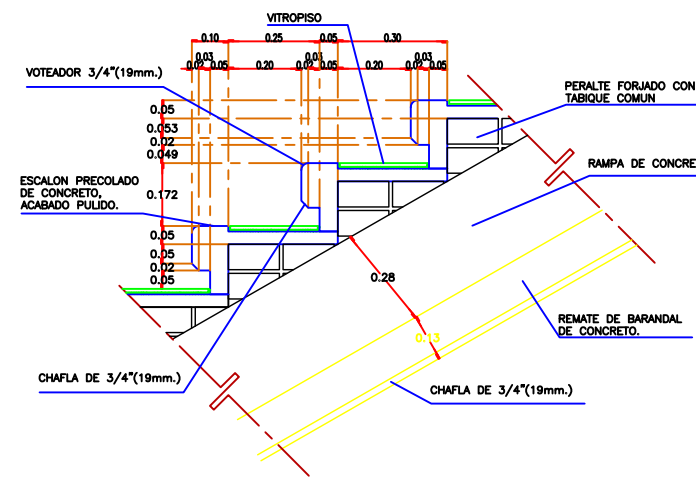 VITROPISO
0.10
0.25
0.05
0.30
0.03
0.03
0.03
0.02
0.05
0.20
0.02
0.05
0.20
0.02
0.05
VOTEADOR 3/4"(19mm.)
PERALTE FORJADO CON
TABIQUE COMUN
0.05
0.053
0.02
0.049
RAMPA DE CONCRE
ESCALON PRECOLADO
DE CONCRETO,
ACABADO PULIDO.
0.172
0.05
0.05
0.02
0.05
0.28
0.13
REMATE DE BARANDAL
DE CONCRETO.
CHAFLA DE 3/4"(19mm.)
CHAFLA DE 3/4"(19mm.)